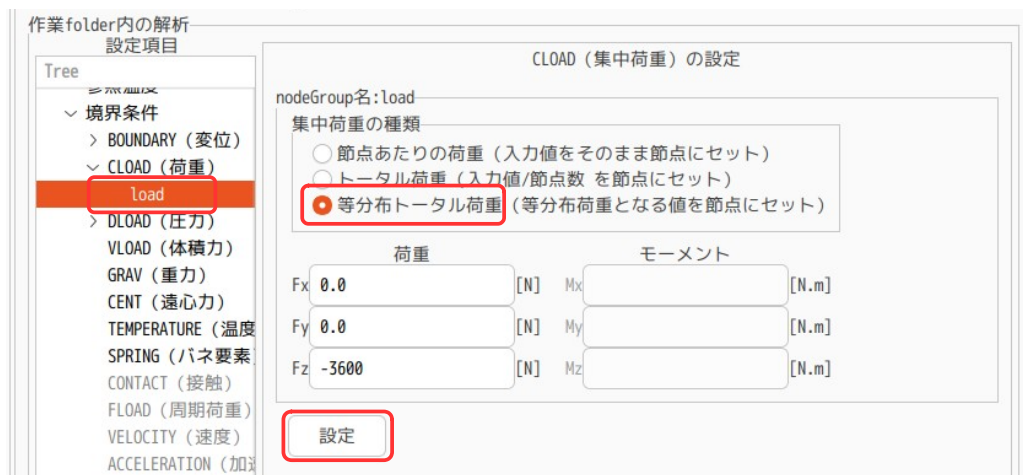 作業folder内の解析
設定項目
Tree
参照温度
境界条件
BOUNDARY (変位)
CLOAD (荷重)
load
DLOAD (圧力)
VLOAD (体積力)
GRAV (重力)
CENT (遠心力)
TEMPERATURE (温度
SPRING (バネ要素
CONTACT (接触)
FLOAD (周期荷重)
VELOCITY (速度)
ACCELERATION (加速
CLOAD (集中荷重) の設定
nodeGroup名:load
集中荷重の種類
節点あたりの荷重 (入力値をそのまま節点にセット)
トータル荷重 (入力値/節点数 を節点にセット)
等分布トータル荷重 (等分布荷重となる値を節点にセット)
荷重 モーメント
Fx 0.0 [N] Mx [N.m]
Fy 0.0 [N] My [N.m]
Fz -3600 [N] Mz [N.m]
設定